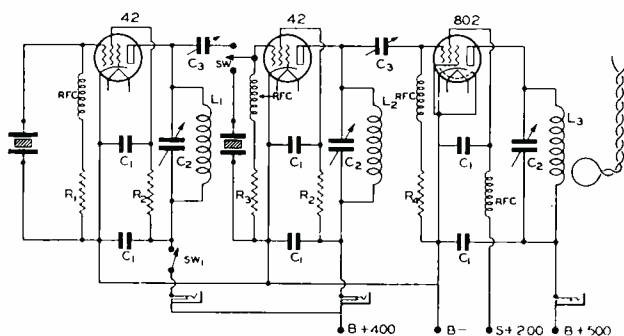 42
42
802
C3
SW
C3
RFC
L1
RFC
L2
RFC
L3
C1
C2
C1
C2
C1
C2
R1
R2
R3
R2
R4
RFC
C1
C1
C1
SW1
B+400
B-
S+200
B+500